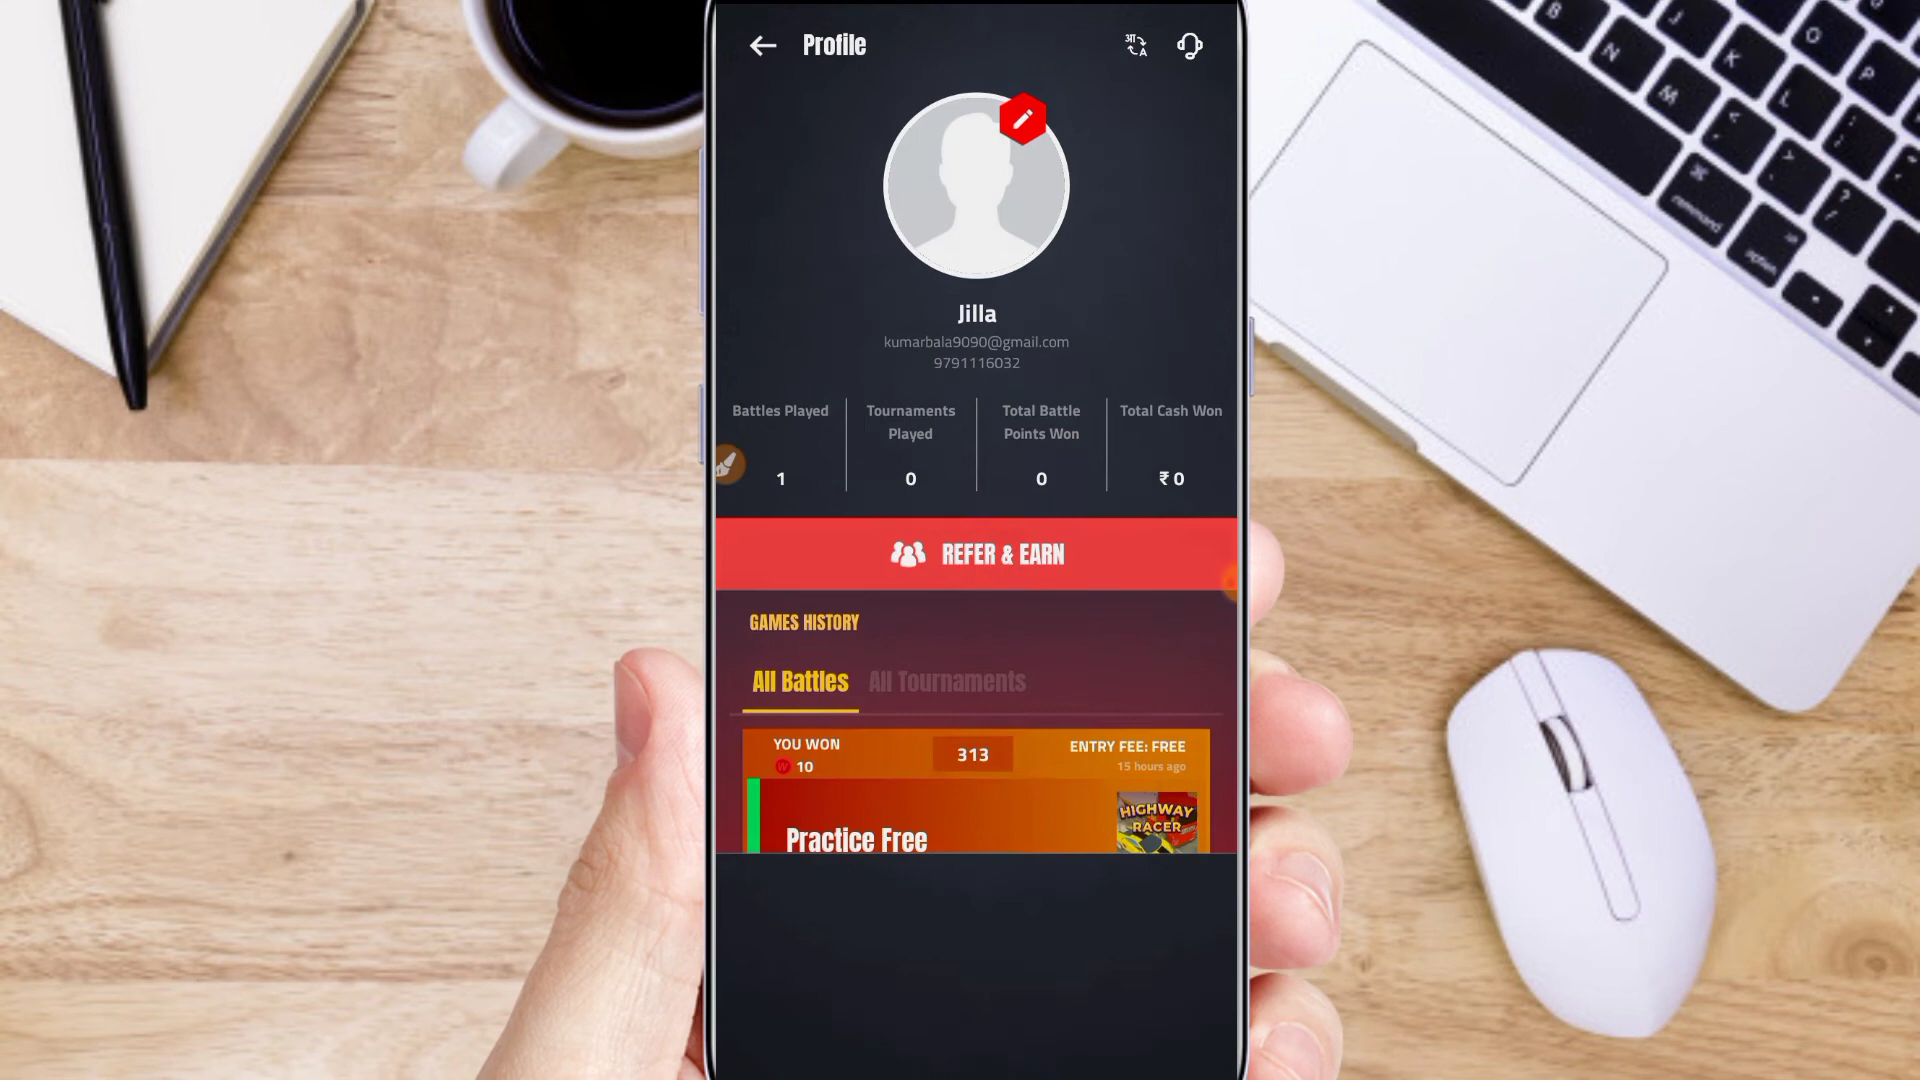 Profile
Jilla
kumarbala9090@gmail.com
9791116032
Battles Played
Tournaments Played
Total Battle Points Won
Total Cash Won
1
0
0
₹ 0
REFER & EARN
GAMES HISTORY
All Battles
All Tournaments
YOU WON
10
313
ENTRY FEE: FREE
15 hours ago
Practice Free
HIGHWAY
RACER
B
N
M
J
K
L
O
P
command
option